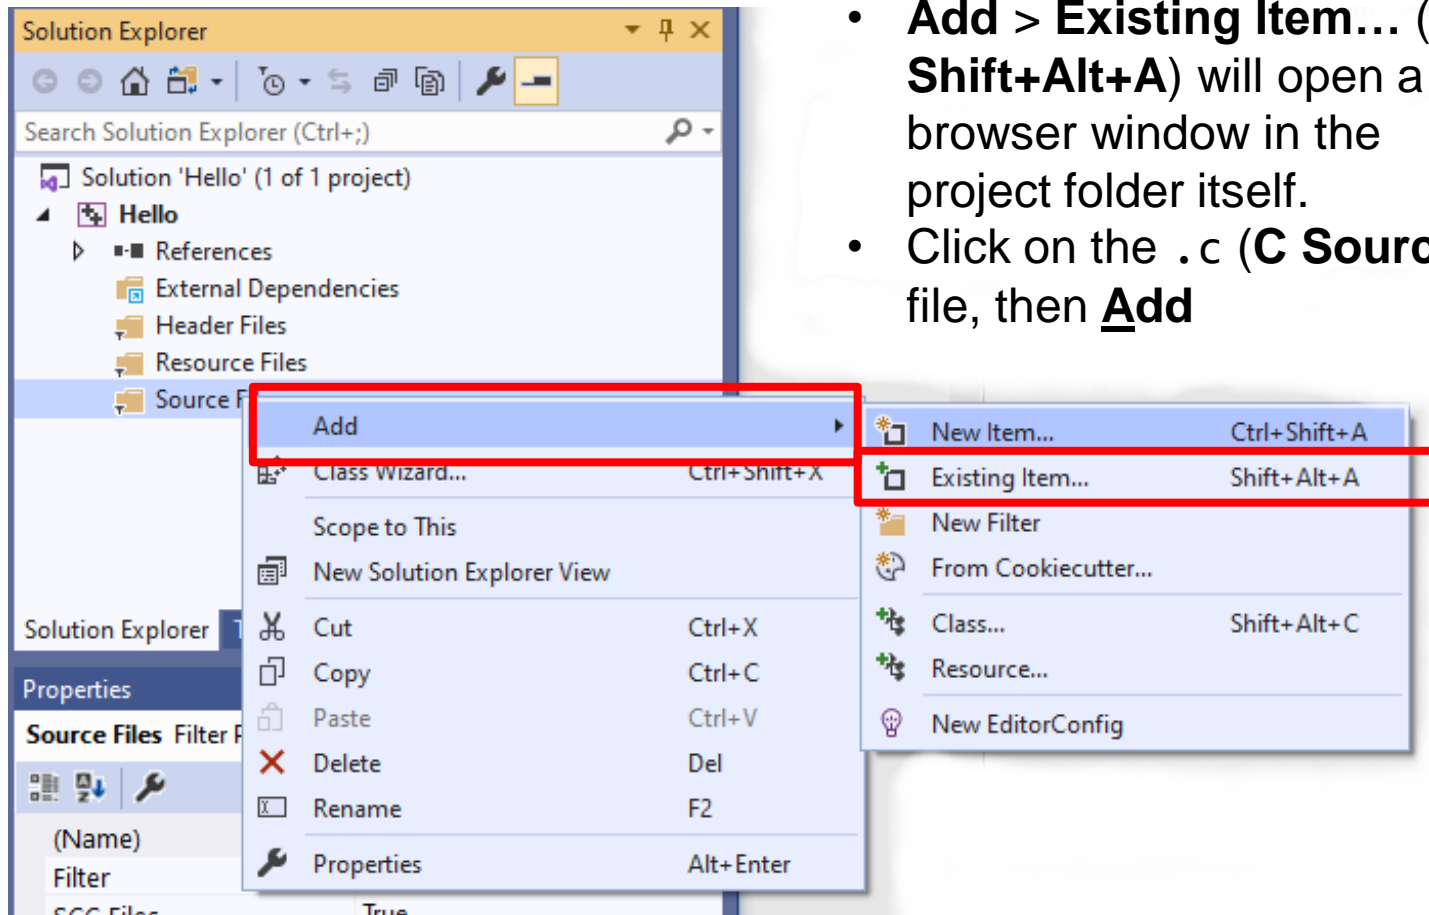 Solution Explorer
Search Solution Explorer (Ctrl+;)
Solution 'Hello' (1 of 1 project)
Hello
References
External Dependencies
Header Files
Resource Files
Source F
Add
Class Wizard... Ctrl+Shift+X
Scope to This
New Solution Explorer View
Cut Ctrl+X
Copy Ctrl+C
Paste Ctrl+V
Delete Del
Rename F2
Properties Alt+Enter
New Item... Ctrl+Shift+A
Existing Item... Shift+Alt+A
New Filter
From Cookiecutter...
Class... Shift+Alt+C
Resource...
New EditorConfig
Solution Explorer T
Properties
Source Files Filter
(Name)
Filter
SCC Files True
• Add > Existing Item… (
Shift+Alt+A) will open a
browser window in the
project folder itself.
• Click on the .c (C Sourc
file, then Add